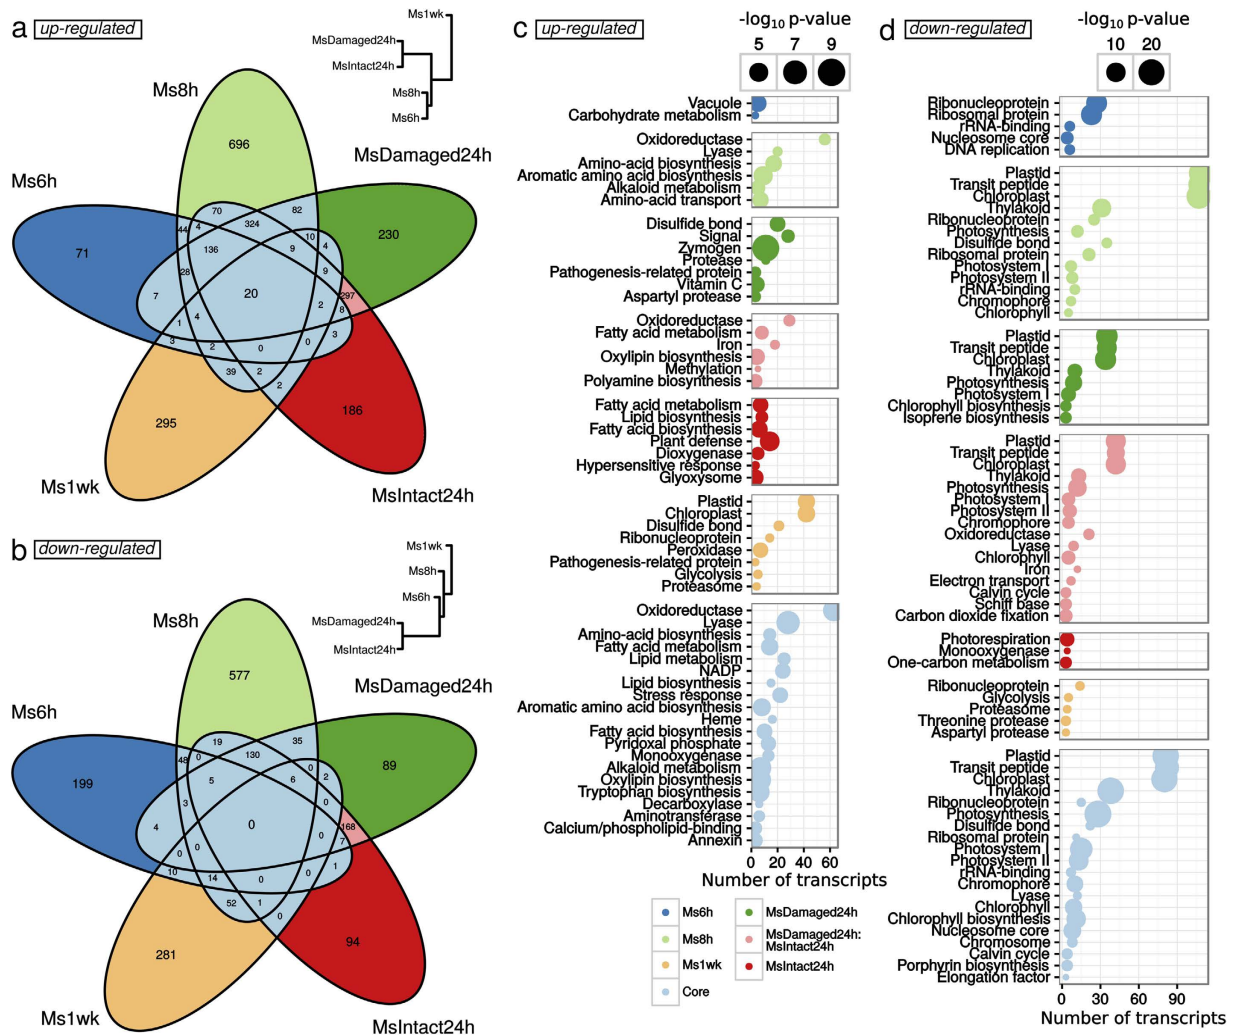 a up-regulated
Ms1wk
MsDamaged24h
MsIntact24h
Ms8h
Ms6h
Ms8h
MsDamaged24h
Ms6h
696
230
71
70
82
44
4
324
10
4
136
9
28
9
7
20
297
2
8
4
1
3
3
2
0
0
39
2
2
295
186
Ms1wk
MsIntact24h
b down-regulated
Ms1wk
Ms8h
Ms6h
MsDamaged24h
MsIntact24h
Ms8h
MsDamaged24h
Ms6h
577
89
199
19
35
48
0
130
0
2
5
6
3
0
4
0
168
0
7
0
0
1
10
14
0
0
52
1
0
281
94
Ms1wk
MsIntact24h
c up-regulated
-log10 p-value
5 7 9
Vacuole
Carbohydrate metabolism
Oxidoreductase
Lyase
Amino-acid biosynthesis
Aromatic amino acid biosynthesis
Alkaloid metabolism
Amino-acid transport
Disulfide bond
Signal
Zymogen
Protease
Pathogenesis-related protein
Vitamin C
Aspartyl protease
Oxidoreductase
Fatty acid metabolism
Iron
Oxylipin biosynthesis
Methylation
Polyamine biosynthesis
Fatty acid metabolism
Lipid biosynthesis
Fatty acid biosynthesis
Plant defense
Dioxygenase
Hypersensitive response
Glyoxysome
Plastid
Chloroplast
Disulfide bond
Ribonucleoprotein
Peroxidase
Pathogenesis-related protein
Glycolysis
Proteasome
Oxidoreductase
Lyase
Amino-acid biosynthesis
Fatty acid metabolism
Lipid metabolism
NADP
Lipid biosynthesis
Stress response
Aromatic amino acid biosynthesis
Heme
Fatty acid biosynthesis
Pyridoxal phosphate
Monooxygenase
Alkaloid metabolism
Oxylipin biosynthesis
Tryptophan biosynthesis
Decarboxylase
Aminotransferase
Calcium/phospholipid-binding
Annexin
0 20 40 60
Number of transcripts
Ms6h
Ms8h
Ms1wk
Core
MsDamaged24h
MsDamaged24h:
MsIntact24h
MsIntact24h
d down-regulated
-log10 p-value
10 20
Ribonucleoprotein
Ribosomal protein
rRNA-binding
Nucleosome core
DNA replication
Plastid
Transit peptide
Chloroplast
Thylakoid
Ribonucleoprotein
Photosynthesis
Disulfide bond
Ribosomal protein
Photosystem I
Photosystem II
rRNA-binding
Chromophore
Chlorophyll
Plastid
Transit peptide
Chloroplast
Thylakoid
Photosynthesis
Photosystem I
Chlorophyll biosynthesis
Isoprene biosynthesis
Plastid
Transit peptide
Chloroplast
Thylakoid
Photosynthesis
Photosystem I
Photosystem II
Chromophore
Oxidoreductase
Lyase
Chlorophyll
Iron
Electron transport
Calvin cycle
Schiff base
Carbon dioxide fixation
Photorespiration
Monooxygenase
One-carbon metabolism
Ribonucleoprotein
Glycolysis
Proteasome
Threonine protease
Aspartyl protease
Plastid
Transit peptide
Chloroplast
Thylakoid
Ribonucleoprotein
Photosynthesis
Disulfide bond
Ribosomal protein
Photosystem I
Photosystem II
rRNA-binding
Chromophore
Lyase
Chlorophyll
Chlorophyll biosynthesis
Nucleosome core
Chromosome
Calvin cycle
Porphyrin biosynthesis
Elongation factor
0 30 60 90
Number of transcripts